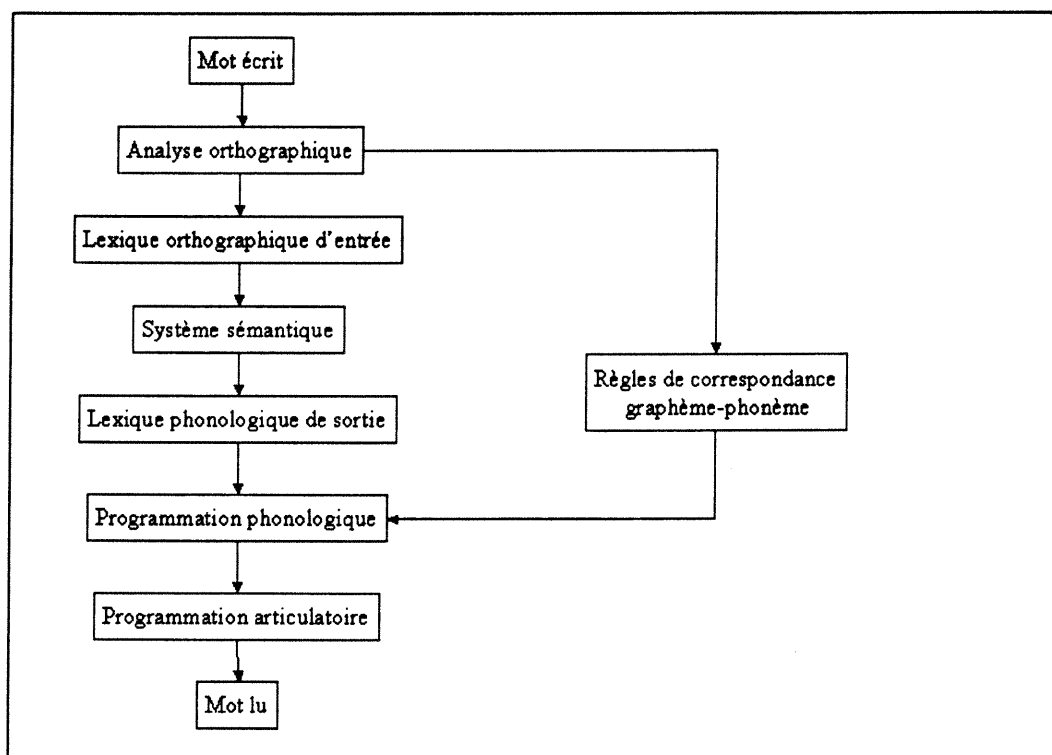 Mot écrit
Analyse orthographique
Lexique orthographique d'entrée
Système sémantique
Lexique phonologique de sortie
Règles de correspondance
graphème-phonème
Programmation phonologique
Programmation articulatoire
Mot lu